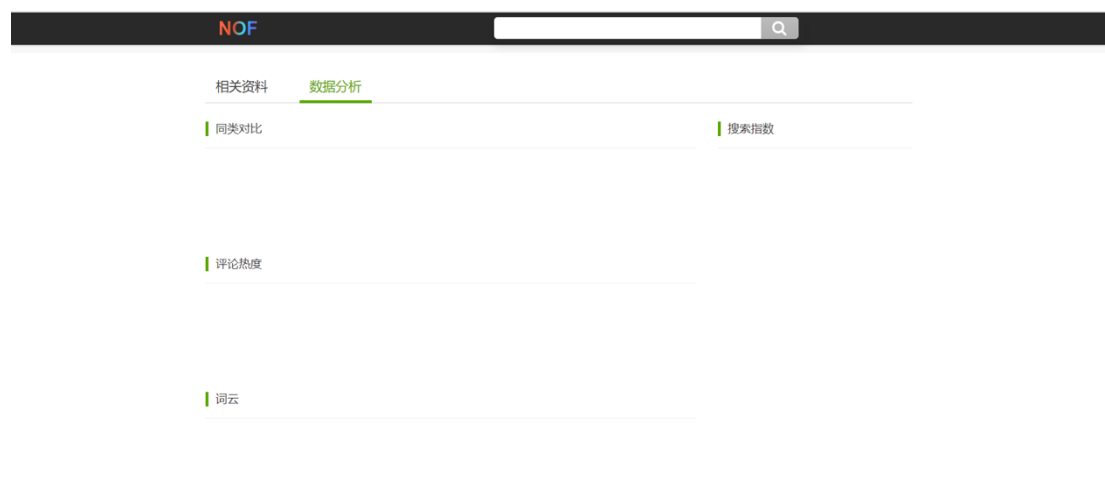 NOF
相关资料 数据分析
同类对比
搜索指数
评论热度
词云